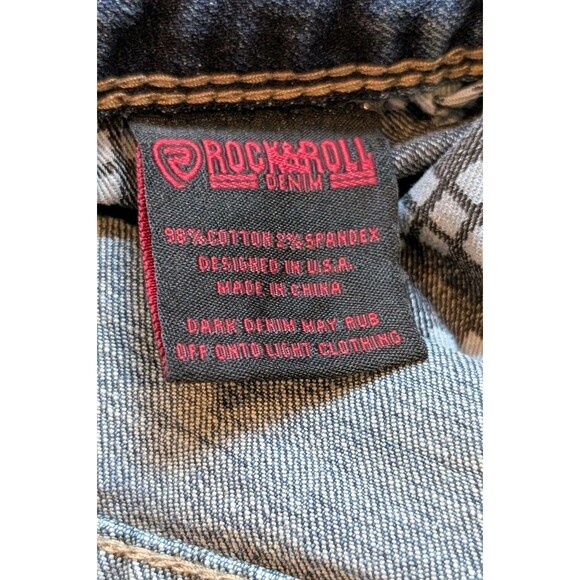 ROCK&ROLL
DENIM
98% COTTON 2% SPANDEX
DESIGNED IN U.S.A.
MADE IN CHINA
DARK DENIM MAY RUB
OFF ONTO LIGHT CLOTHING